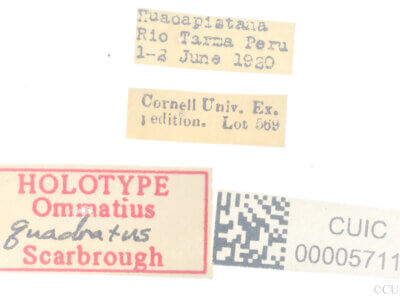 Huacapistana
Rio Tarma Peru
1-2 June 1920
Cornell Univ. Ex.
pedition. Lot 569
HOLOTYPE
Ommatius
quadratus
Scarbrough
CUIC
00005711
©CU